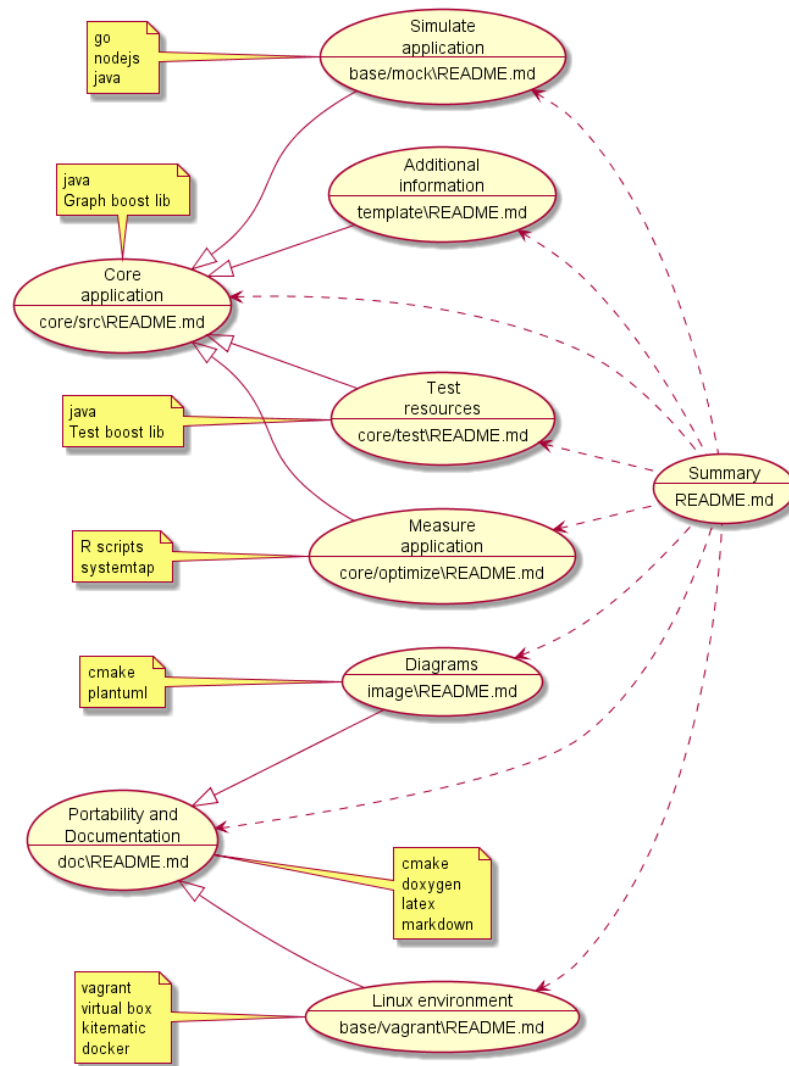 go
nodejs
java
Simulate
application
base/mock\README.md
java
Graph boost lib
Additional
information
template\README.md
Core
application
core/src\README.md
java
Test boost lib
Test
resources
core/test\README.md
Summary
README.md
R scripts
systemtap
Measure
application
core/optimize\README.md
cmake
plantuml
Diagrams
image\README.md
Portability and
Documentation
doc\README.md
cmake
doxygen
latex
markdown
vagrant
virtual box
kitematic
docker
Linux environment
base/vagrant\README.md